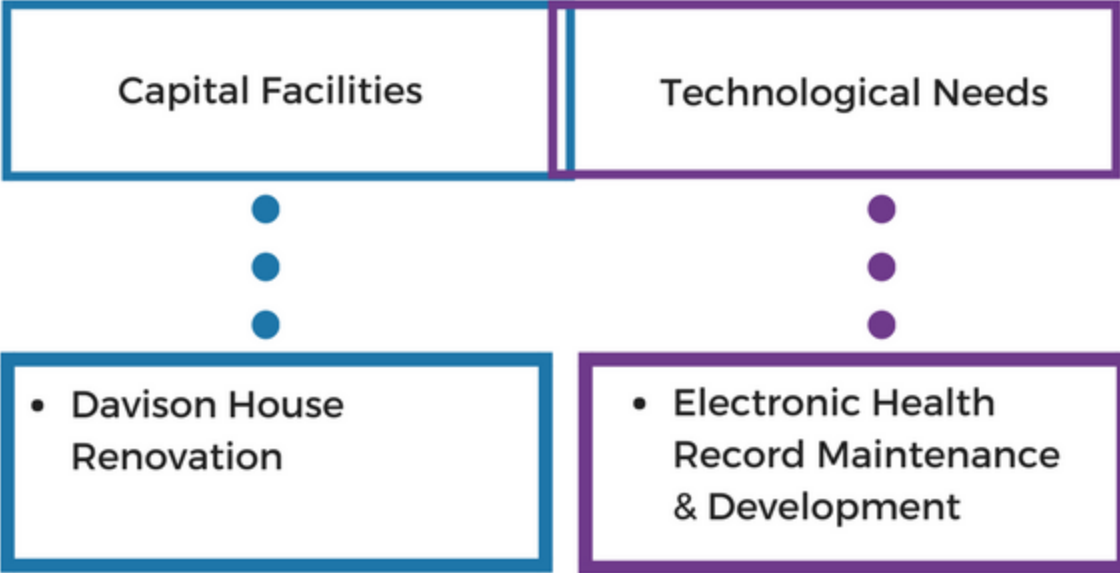 Capital Facilities
Technological Needs
• Davison House
Renovation
• Electronic Health
Record Maintenance
& Development